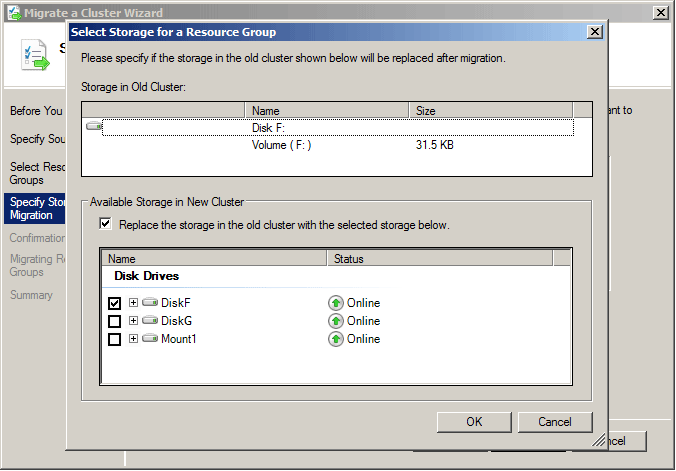 Migrate a Cluster Wizard
Select Storage for a Resource Group
Please specify if the storage in the old cluster shown below will be replaced after migration.
Storage in Old Cluster:
Name Size
Disk F:
Volume ( F: ) 31.5 KB
Before You
Specify Sou
Select Reso
Groups
Specify Stor
Migration
Confirmation
Migrating Re
Groups
Summary
ant to
Available Storage in New Cluster
Replace the storage in the old cluster with the selected storage below.
Name Status
Disk Drives
DiskF Online
DiskG Online
Mount1 Online
OK Cancel
ncel